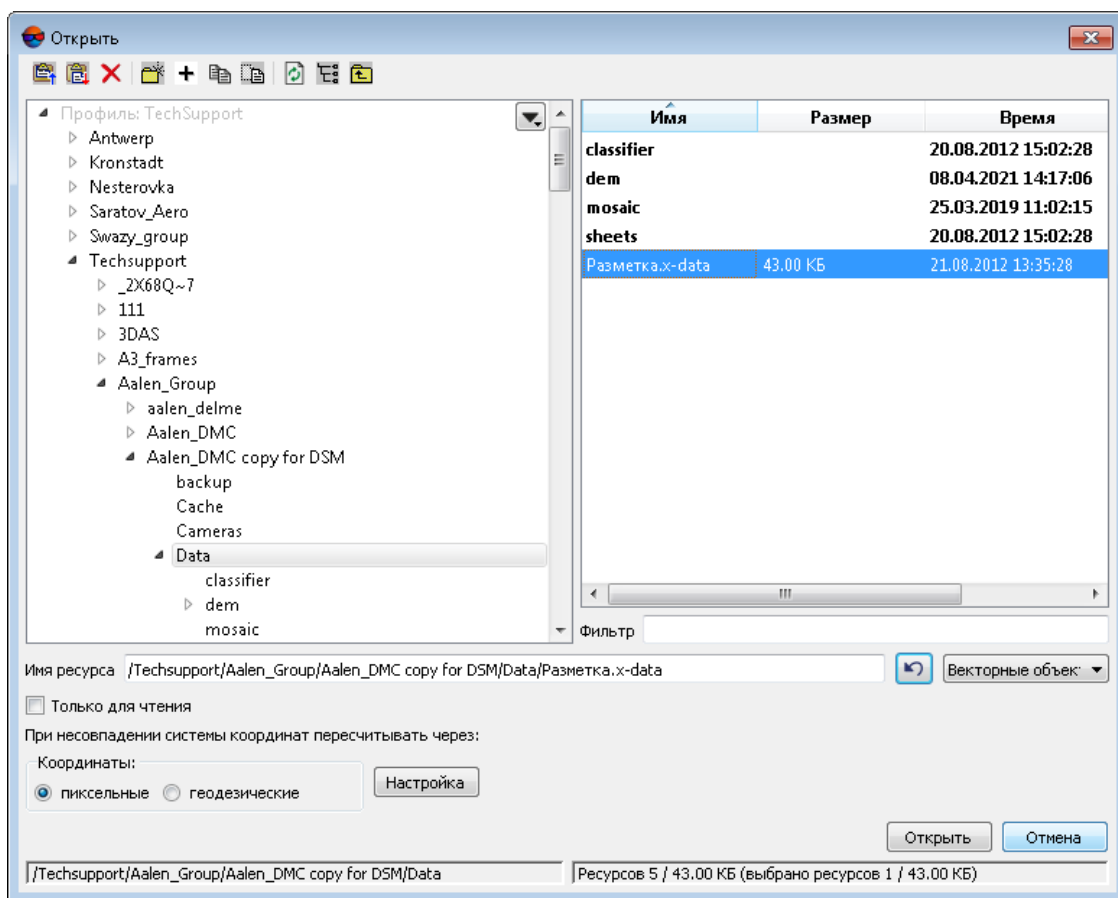 Открыть
Профиль: TechSupport
Antwerp
Kronstadt
Nesterovka
Saratov_Aero
Swazy_group
Techsupport
_2X68Q~7
111
3DAS
A3_frames
Aalen_Group
aalen_delme
Aalen_DMC
Aalen_DMC copy for DSM
backup
Cache
Cameras
Data
classifier
dem
mosaic
Имя Размер Время
classifier 20.08.2012 15:02:28
dem 08.04.2021 14:17:06
mosaic 25.03.2019 11:02:15
sheets 20.08.2012 15:02:28
Разметка.x-data 43.00 КБ 21.08.2012 13:35:28
Фильтр
Имя ресурса /Techsupport/Aalen_Group/Aalen_DMC copy for DSM/Data/Разметка.x-data Векторные объек
Только для чтения
При несовпадении системы координат пересчитывать через:
Координаты:
пиксельные геодезические Настройка
Открыть Отмена
/Techsupport/Aalen_Group/Aalen_DMC copy for DSM/Data Ресурсов 5 / 43.00 КБ (выбрано ресурсов 1 / 43.00 КБ)